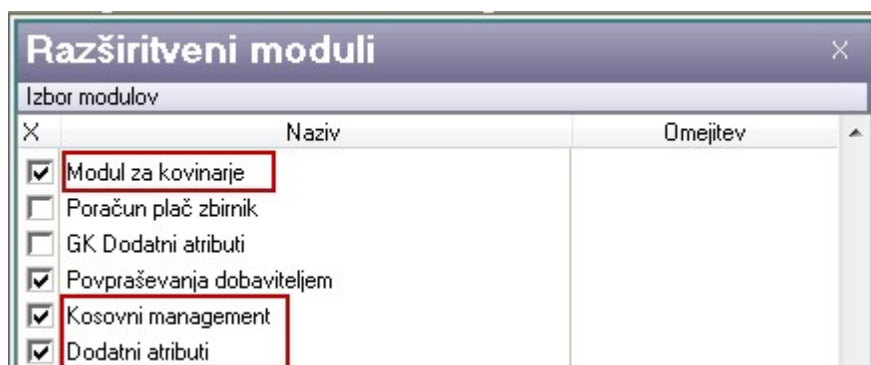 Razširitveni moduli
Izbor modulov
X Naziv Omejitev
Modul za kovinarje
Poračun plač zbirnik
GK Dodatni atributi
Povpraševanja dobaviteljem
Kosovni management
Dodatni atributi